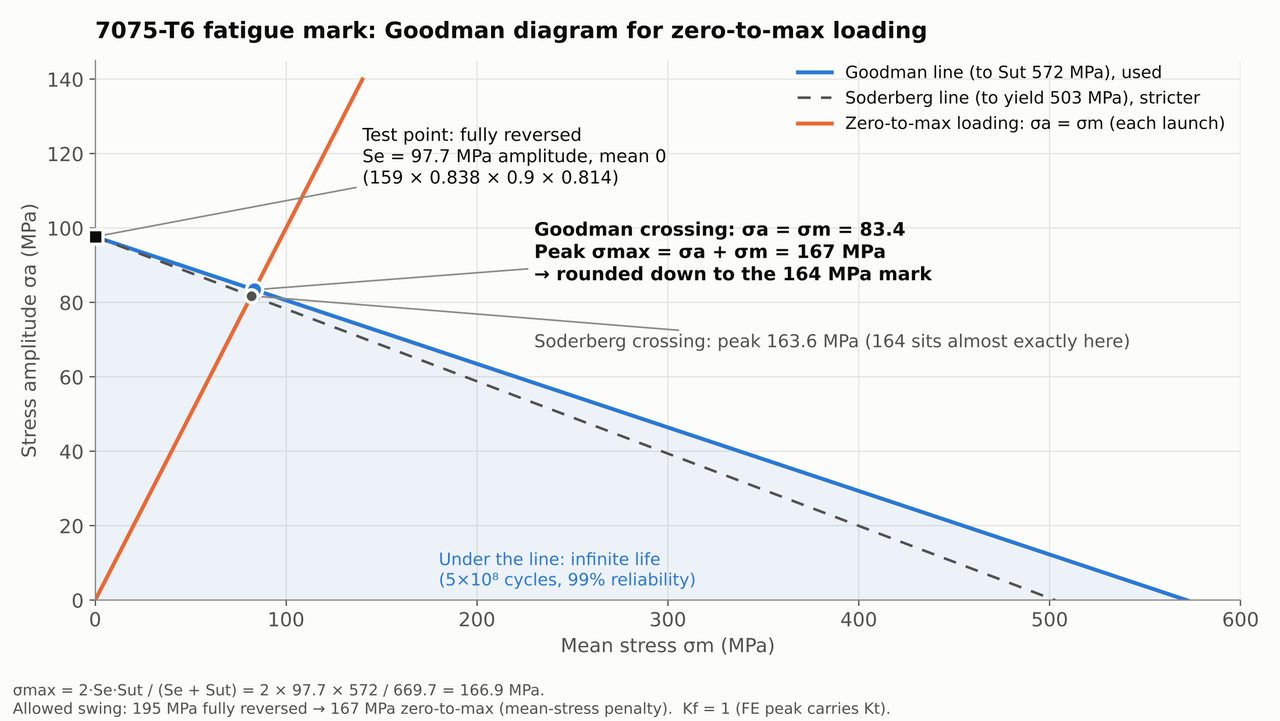 7075-T6 fatigue mark: Goodman diagram for zero-to-max loading
Goodman line (to Sut 572 MPa), used
Soderberg line (to yield 503 MPa), stricter
Zero-to-max loading: σa = σm (each launch)
Test point: fully reversed
Se = 97.7 MPa amplitude, mean 0
(159 × 0.838 × 0.9 × 0.814)
Goodman crossing: σa = σm = 83.4
Peak σmax = σa + σm = 167 MPa
→ rounded down to the 164 MPa mark
Soderberg crossing: peak 163.6 MPa (164 sits almost exactly here)
Under the line: infinite life
(5×10⁸ cycles, 99% reliability)
Stress amplitude σa (MPa)
140
120
100
80
60
40
20
0
0 100 200 300 400 500 600
Mean stress σm (MPa)
σmax = 2·Se·Sut / (Se + Sut) = 2 × 97.7 × 572 / 669.7 = 166.9 MPa.
Allowed swing: 195 MPa fully reversed → 167 MPa zero-to-max (mean-stress penalty).  Kf = 1 (FE peak carries Kt).